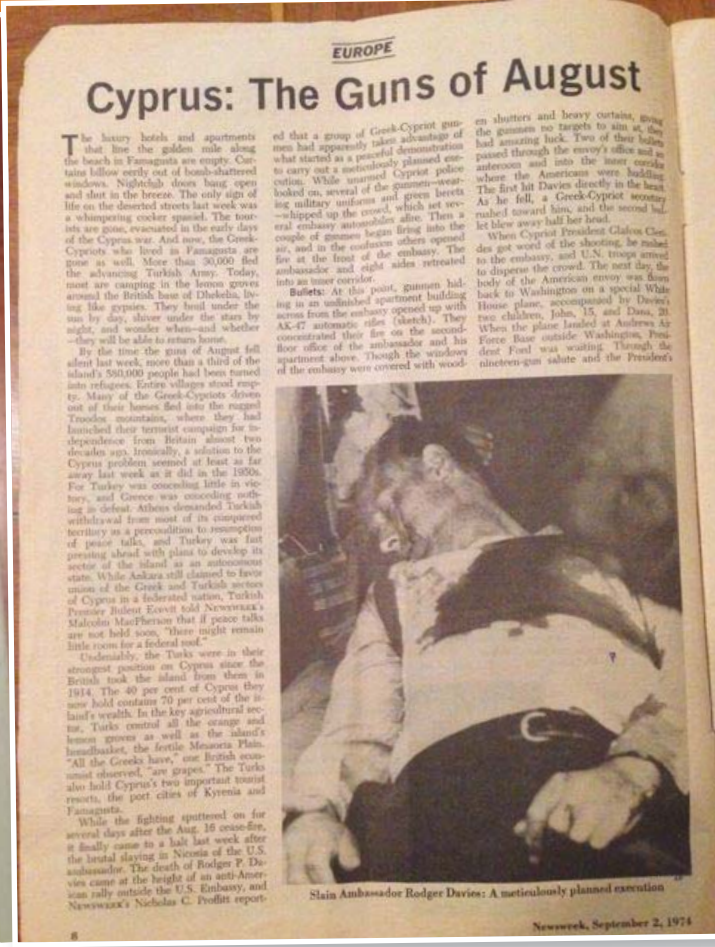 EUROPE
Cyprus: The Guns of August
The luxury hotels and apartments
that line the golden mile along
the beach in Famagusta are empty. Cur-
tains billow eerily out of bomb-shattered
windows. Nightclub doors bang open
and shut in the breeze. The only sign of
life on the deserted streets last week was
a whimpering cocker spaniel. The tour-
ists are gone, evacuated in the early days
of the Cyprus war. And now, the Greek-
Cypriots who lived in Famagusta are
gone as well. More than 30,000 fled
the advancing Turkish Army. Today,
most are camping in the lemon groves
around the British base of Dhekelia, liv-
ing like gypsies. They broil under the
sun by day, shiver under the stars by
night, and wonder when—and whether
—they will be able to return home.
By the time the guns of August fell
silent last week, more than a third of the
island's 580,000 people had been turned
into refugees. Entire villages stood emp-
ty. Many of the Greek-Cypriots driven
out of their homes fled into the rugged
Troodos mountains, where they had
launched their terrorist campaign for in-
dependence from Britain almost two
decades ago. Ironically, a solution to the
Cyprus problem seemed at least as far
away last week as it did in the 1950s.
For Turkey was conceding little in vic-
tory, and Greece was conceding noth-
ing in defeat. Athens demanded Turkish
withdrawal from most of its conquered
territory as a precondition to resumption
of peace talks, and Turkey was fast
pressing ahead with plans to develop its
sector of the island as an autonomous
state. While Ankara still claimed to favor
union of the Greek and Turkish sectors
of Cyprus in a federated nation, Turkish
Premier Bulent Ecevit told NEWSWEEK's
Malcolm MacPherson that if peace talks
are not held soon, "there might remain
little room for a federal roof."
Undeniably, the Turks were in their
strongest position on Cyprus since the
British took the island from them in
1914. The 40 per cent of Cyprus they
now hold contains 70 per cent of the is-
land's wealth. In the key agricultural sec-
tor, Turks control all the orange and
lemon groves as well as the island's
breadbasket, the fertile Mesaoria Plain.
"All the Greeks have," one British econ-
omist observed, "are grapes." The Turks
also hold Cyprus's two important tourist
resorts, the port cities of Kyrenia and
Famagusta.
While the fighting sputtered on for
several days after the Aug. 16 cease-fire,
it finally came to a halt last week after
the brutal slaying in Nicosia of the U.S.
ambassador. The death of Rodger P. Da-
vies came at the height of an anti-Amer-
ican rally outside the U.S. Embassy, and
NEWSWEEK's Nicholas C. Proffitt report-
ed that a group of Greek-Cypriot gun-
men had apparently taken advantage of
what started as a peaceful demonstration
to carry out a meticulously planned exe-
cution. While unarmed Cypriot police
looked on, several of the gunmen—wear-
ing military uniforms and green berets
—whipped up the crowd, which set sev-
eral embassy automobiles afire. Then a
couple of gunmen began firing into the
air, and in the confusion others opened
fire at the front of the embassy. The
ambassador and eight aides retreated
into an inner corridor.
Bullets: At this point, gunmen hid-
ing in an unfinished apartment building
across from the embassy opened up with
AK-47 automatic rifles (sketch). They
concentrated their fire on the second-
floor office of the ambassador and his
apartment above. Though the windows
of the embassy were covered with wood-
en shutters and heavy curtains, giving
the gunmen no targets to aim at, they
had amazing luck. Two of their bullets
passed through the envoy's office and an
anteroom and into the inner corridor
where the Americans were huddling.
The first hit Davies directly in the heart.
As he fell, a Greek-Cypriot secretary
rushed toward him, and the second bul-
let blew away half her head.
When Cypriot President Glafcos Cleri-
des got word of the shooting, he rushed
to the embassy, and U.N. troops arrived
to disperse the crowd. The next day, the
body of the American envoy was flown
back to Washington on a special White
House plane, accompanied by Davies's
two children, John, 15, and Dana, 20.
When the plane landed at Andrews Air
Force Base outside Washington, Presi-
dent Ford was waiting. Through the
nineteen-gun salute and the President's
Slain Ambassador Rodger Davies: A meticulously planned execution
8
Newsweek, September 2, 1974